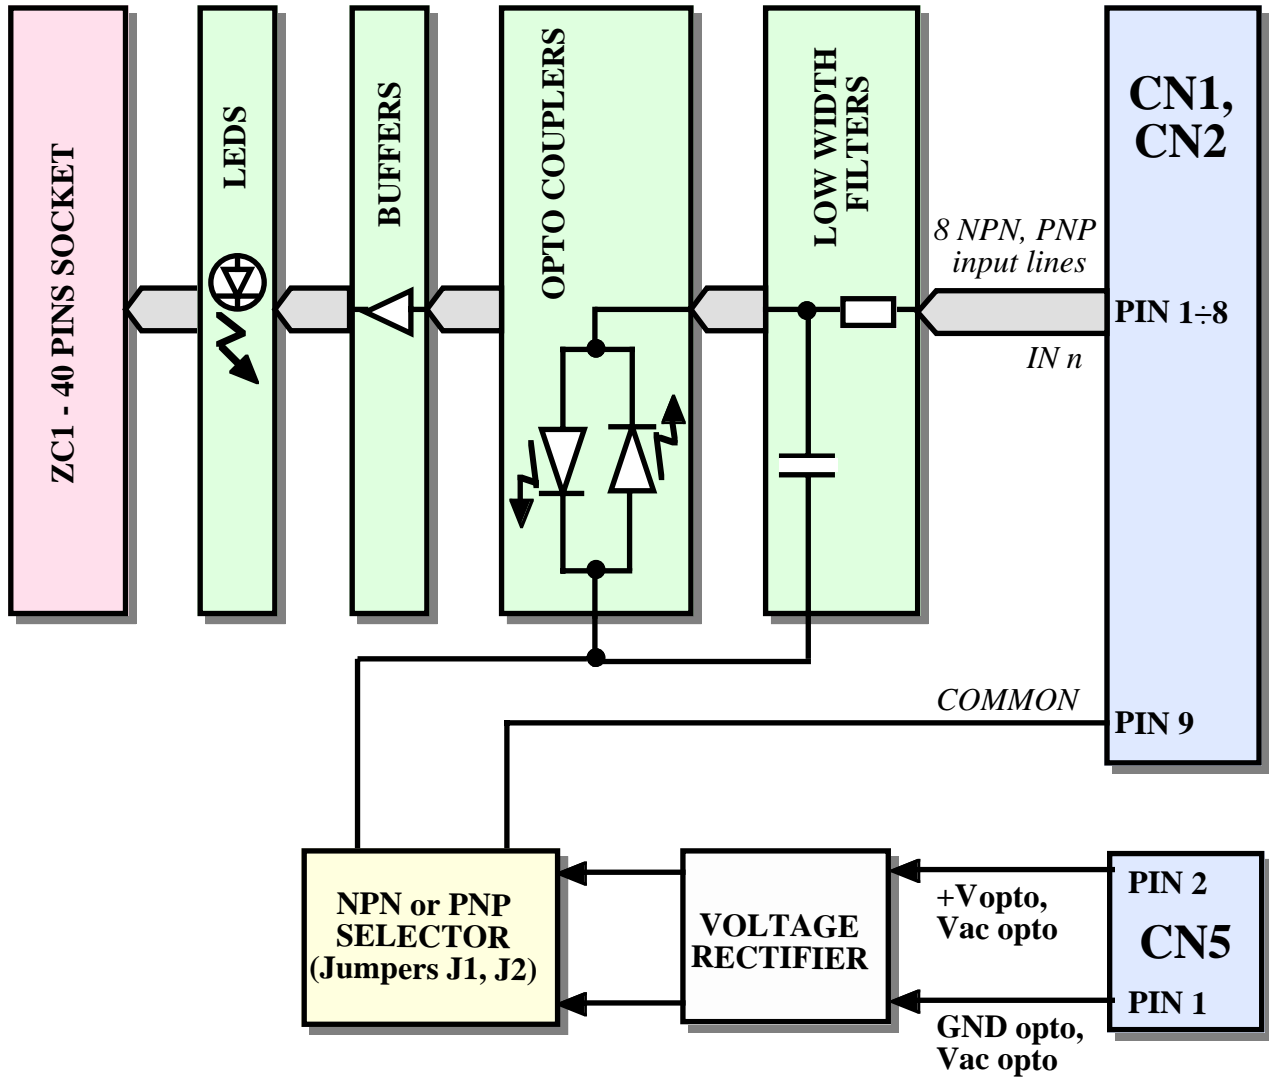 ZC1 - 40 PINS SOCKET
LEDS
BUFFERS
OPTO COUPLERS
LOW WIDTH
FILTERS
CN1,
CN2
8 NPN, PNP
input lines
PIN 1÷8
IN n
COMMON
PIN 9
NPN or PNP
SELECTOR
(Jumpers J1, J2)
VOLTAGE
RECTIFIER
+Vopto,
Vac opto
PIN 2
CN5
PIN 1
GND opto,
Vac opto